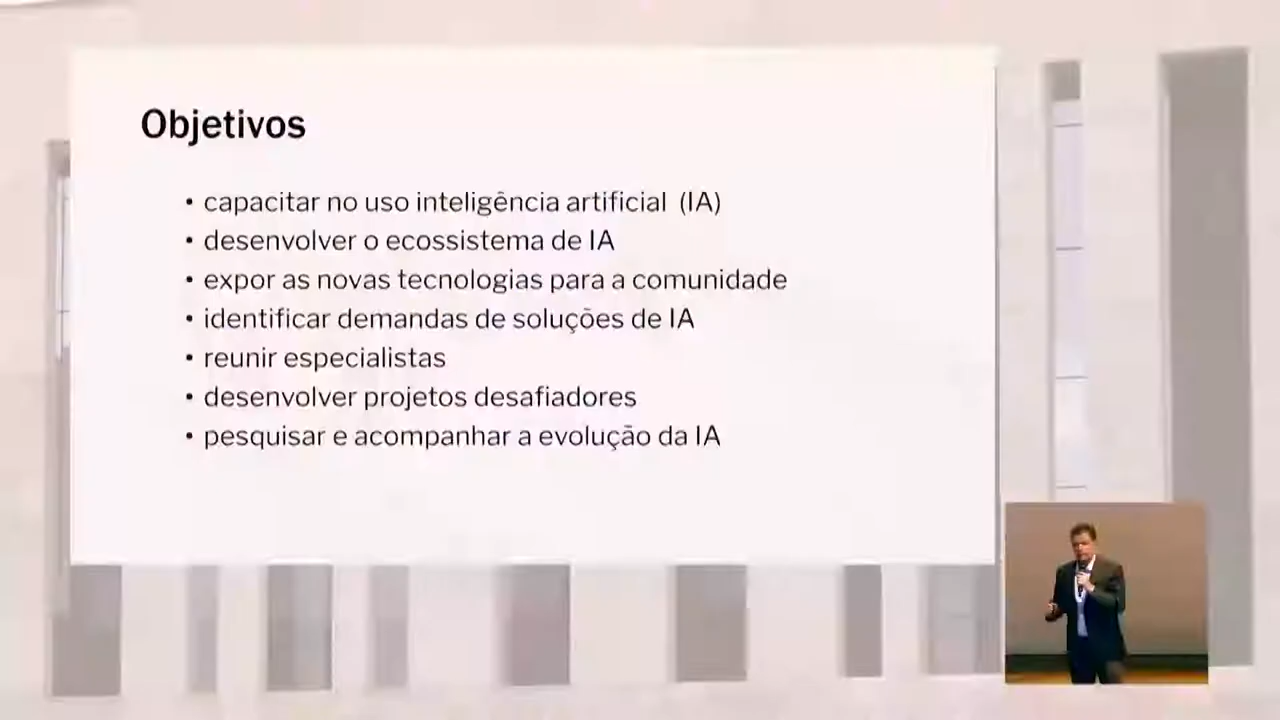 Objetivos
• capacitar no uso inteligência artificial (IA)
• desenvolver o ecossistema de IA
• expor as novas tecnologias para a comunidade
• identificar demandas de soluções de IA
• reunir especialistas
• desenvolver projetos desafiadores
• pesquisar e acompanhar a evolução da IA